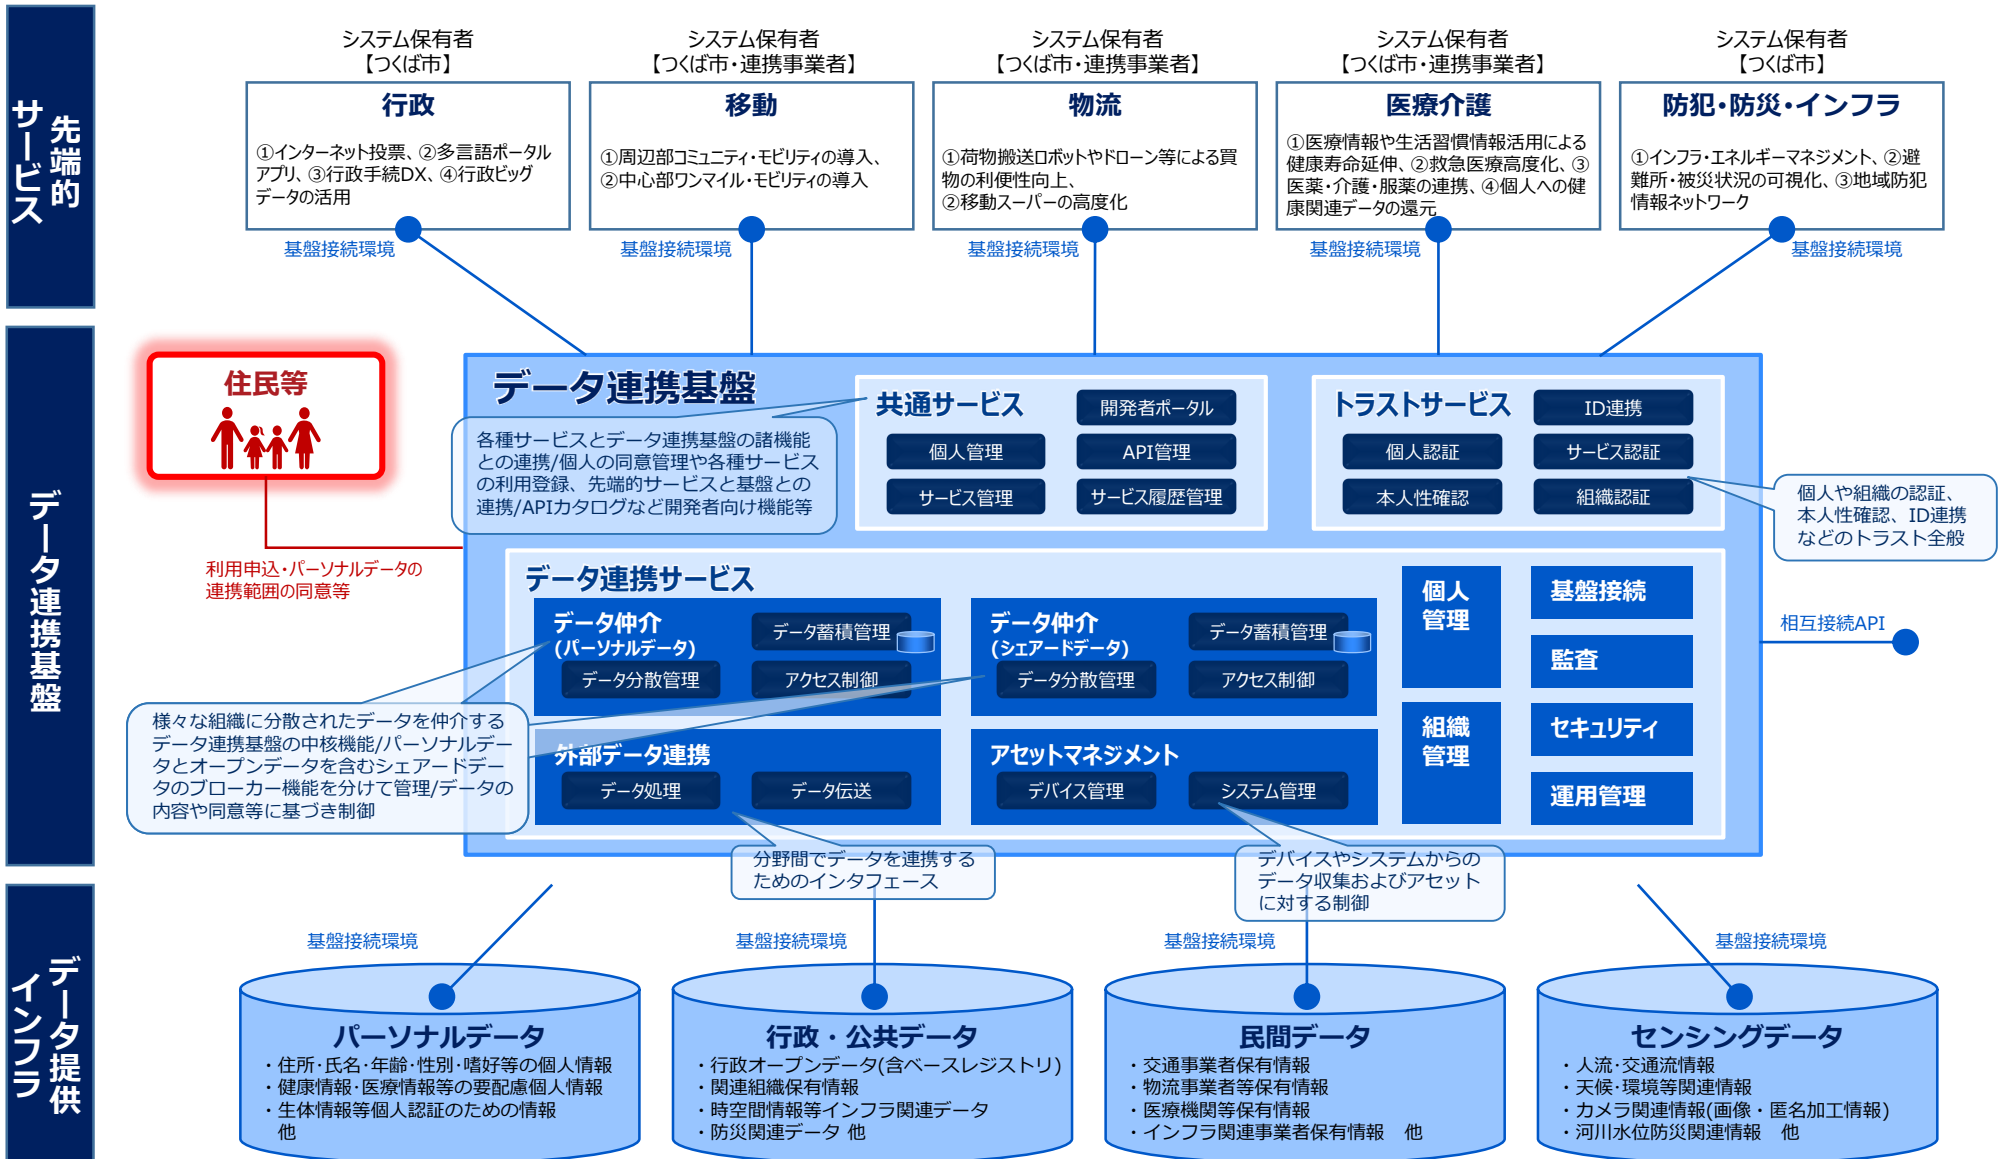 先端的
サービス
システム保有者
【つくば市】
行政
①インターネット投票、②多言語ポータル
アプリ、③行政手続DX、④行政ビッグ
データの活用
基盤接続環境
システム保有者
【つくば市・連携事業者】
移動
①周辺部コミュニティ・モビリティの導入、
②中心部ワンマイル・モビリティの導入
基盤接続環境
システム保有者
【つくば市・連携事業者】
物流
①荷物搬送ロボットやドローン等による買
物の利便性向上、
②移動スーパーの高度化
基盤接続環境
システム保有者
【つくば市・連携事業者】
医療介護
①医療情報や生活習慣情報活用による
健康寿命延伸、②救急医療高度化、③
医薬・介護・服薬の連携、④個人への健
康関連データの還元
基盤接続環境
システム保有者
【つくば市】
防犯・防災・インフラ
①インフラ・エネルギーマネジメント、②避
難所・被災状況の可視化、③地域防犯
情報ネットワーク
基盤接続環境
データ連携基盤
住民等
利用申込・パーソナルデータの
連携範囲の同意等
データ連携基盤
各種サービスとデータ連携基盤の諸機能
との連携/個人の同意管理や各種サービス
の利用登録、先端的サービスと基盤との
連携/APIカタログなど開発者向け機能等
共通サービス
開発者ポータル
個人管理
API管理
サービス管理
サービス履歴管理
トラストサービス
ID連携
個人認証
サービス認証
本人性確認
組織認証
個人や組織の認証、
本人性確認、ID連携
などのトラスト全般
データ連携サービス
データ仲介
(パーソナルデータ)
データ蓄積管理
データ分散管理
アクセス制御
データ仲介
(シェアードデータ)
データ蓄積管理
データ分散管理
アクセス制御
様々な組織に分散されたデータを仲介する
データ連携基盤の中核機能/パーソナルデー
タとオープンデータを含むシェアードデー
タのブローカー機能を分けて管理/データの
内容や同意等に基づき制御
外部データ連携
データ処理
データ伝送
アセットマネジメント
デバイス管理
システム管理
個人
管理
組織
管理
基盤接続
監査
セキュリティ
運用管理
相互接続API
分野間でデータを連携する
ためのインタフェース
デバイスやシステムからの
データ収集およびアセット
に対する制御
データ提供
インフラ
基盤接続環境
パーソナルデータ
・住所･氏名･年齢･性別･嗜好等の個人情報
・健康情報･医療情報等の要配慮個人情報
・生体情報等個人認証のための情報
他
基盤接続環境
行政・公共データ
・行政オープンデータ(含ベースレジストリ)
・関連組織保有情報
・時空間情報等インフラ関連データ
・防災関連データ 他
基盤接続環境
民間データ
・交通事業者保有情報
・物流事業者等保有情報
・医療機関等保有情報
・インフラ関連事業者保有情報　他
基盤接続環境
センシングデータ
・人流･交通流情報
・天候･環境等関連情報
・カメラ関連情報(画像・匿名加工情報)
・河川水位防災関連情報　他